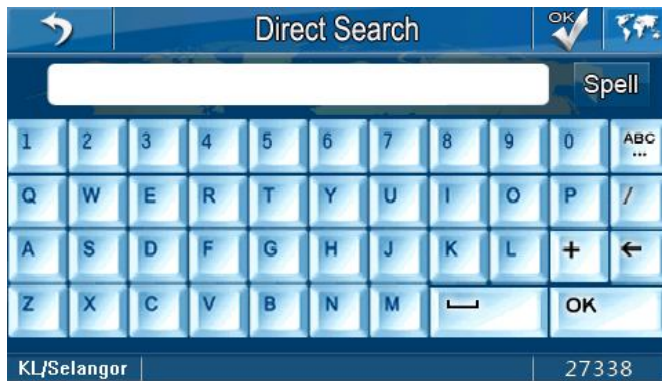 Direct Search OK
Spell
1 2 3 4 5 6 7 8 9 0 ABC ...
Q W E R T Y U I O P /
A S D F G H J K L + ←
Z X C V B N M OK
KL/Selangor 27338